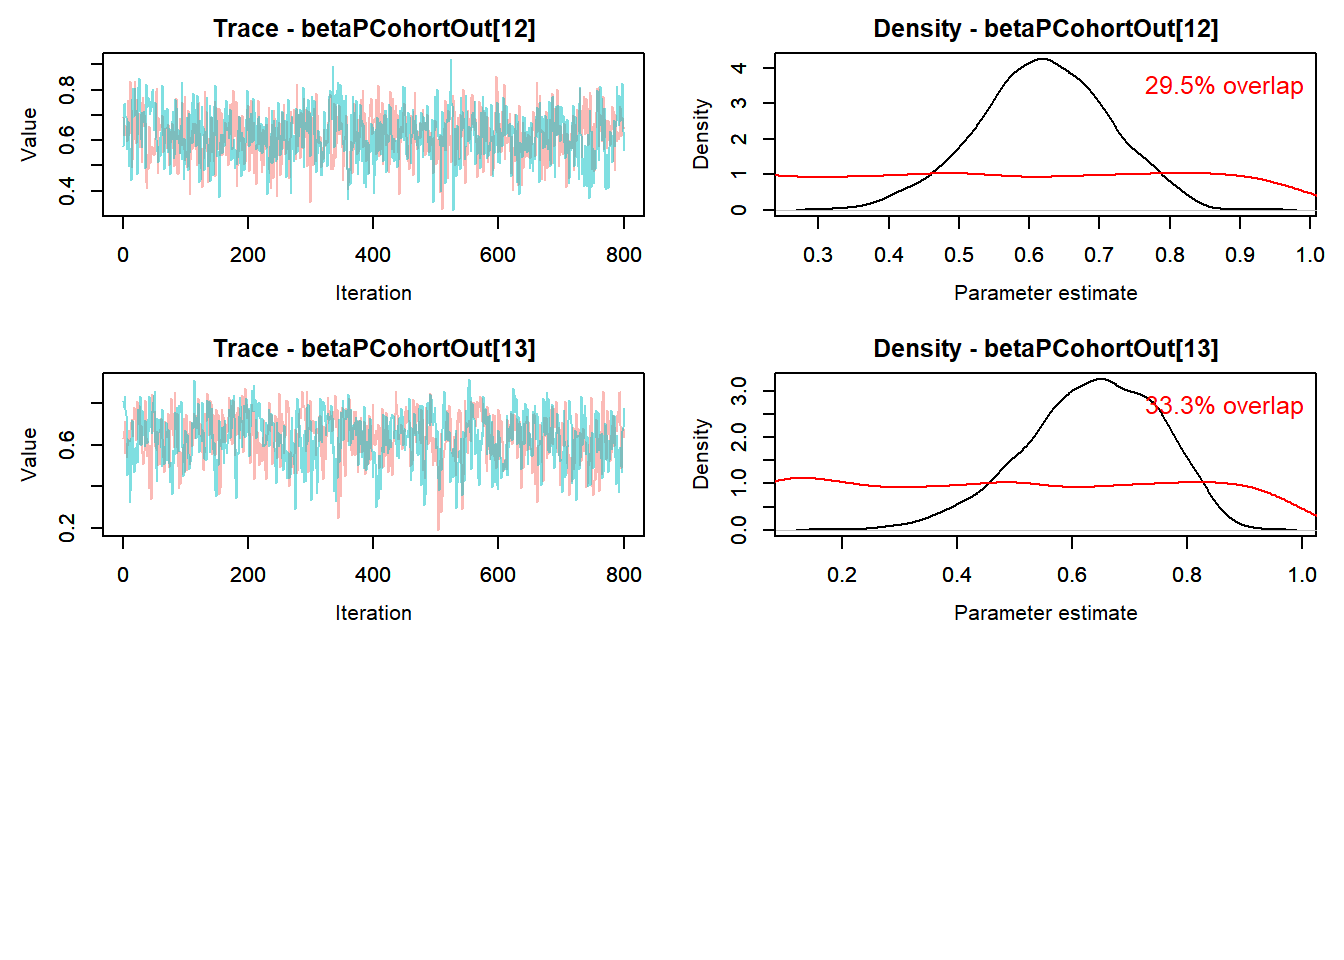 Trace - betaPCohortOut[12]
Value
0.4 0.6 0.8
0 200 400 600 800
Iteration
Density - betaPCohortOut[12]
29.5% overlap
Density
0 1 2 3 4
0.3 0.4 0.5 0.6 0.7 0.8 0.9 1.0
Parameter estimate
Trace - betaPCohortOut[13]
Value
0.2 0.6
0 200 400 600 800
Iteration
Density - betaPCohortOut[13]
33.3% overlap
Density
0.0 1.0 2.0 3.0
0.2 0.4 0.6 0.8 1.0
Parameter estimate